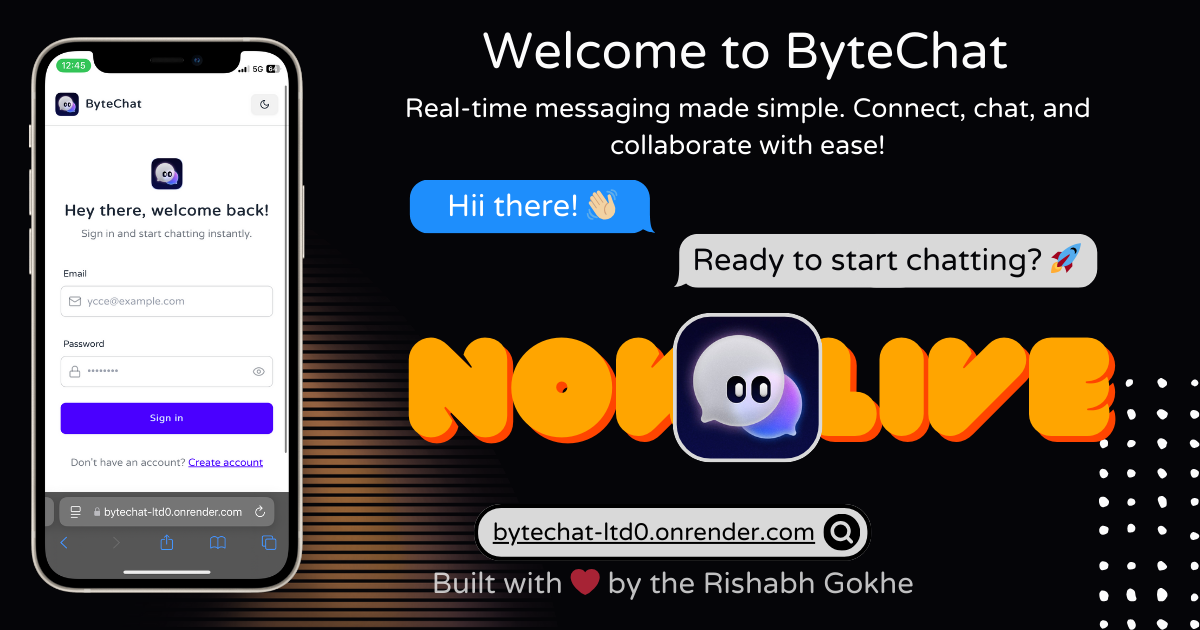 12:45
5G 64
ByteChat
Hey there, welcome back!
Sign in and start chatting instantly.
Email
ycce@example.com
Password
Sign in
Don't have an account? Create account
bytechat-ltd0.onrender.com
Welcome to ByteChat
Real-time messaging made simple. Connect, chat, and
collaborate with ease!
Hii there! 👋
Ready to start chatting? 🚀
NOW LIVE
bytechat-ltd0.onrender.com
Built with ❤️ by the Rishabh Gokhe